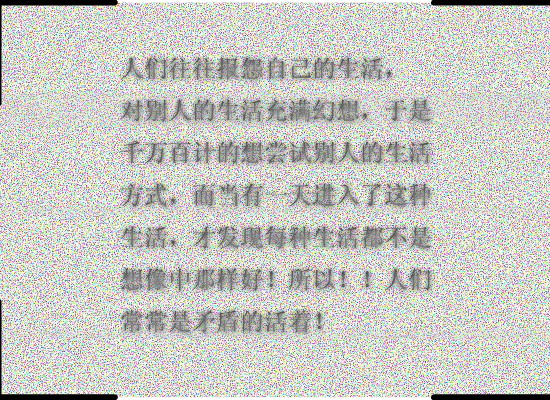 人们往往报怨自己的生活，
对别人的生活充满幻想，于是
千万百计的想尝试别人的生活
方式，而当有一天进入了这种
生活，才发现每种生活都不是
想像中那样好！所以！！人们
常常是矛盾的活着！